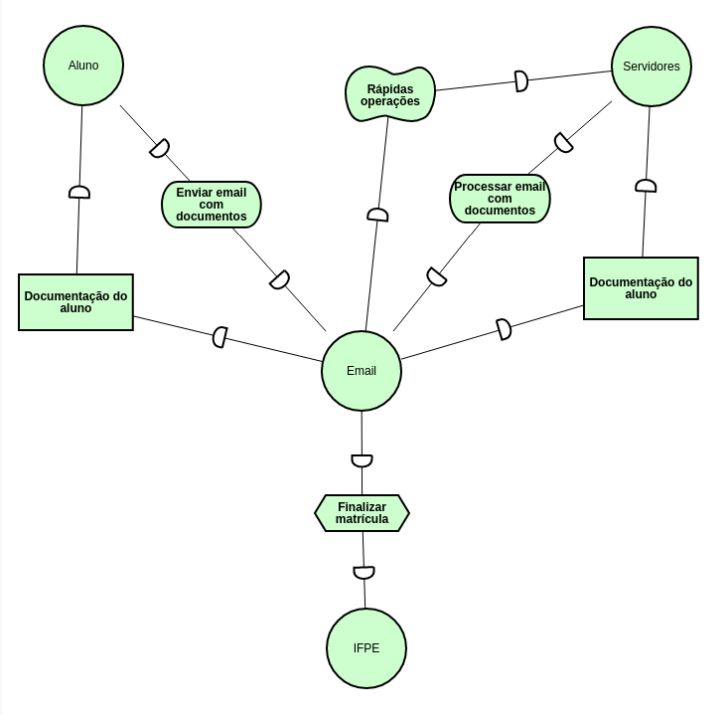 Aluno
Servidores
Rápidas
operações
Enviar email
com
documentos
Processar email
com
documentos
Documentação do
aluno
Documentação do
aluno
Email
Finalizar
matrícula
IFPE